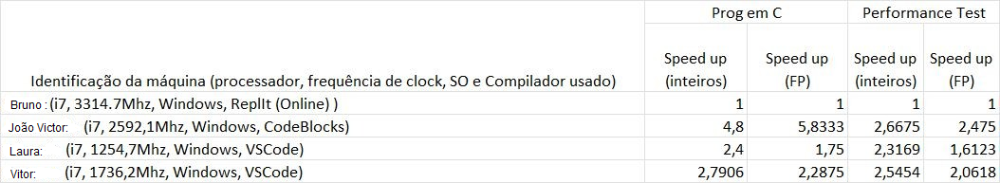 Prog em C Performance Test
Identificação da máquina (processador, frequência de clock, SO e Compilador usado) Speed up (inteiros) Speed up (FP) Speed up (inteiros) Speed up (FP)
Bruno : (i7, 3314.7Mhz, Windows, ReplIt (Online) ) 1 1 1 1
João Victor: (i7, 2592,1Mhz, Windows, CodeBlocks) 4,8 5,8333 2,6675 2,475
Laura: (i7, 1254,7Mhz, Windows, VSCode) 2,4 1,75 2,3169 1,6123
Vitor: (i7, 1736,2Mhz, Windows, VSCode) 2,7906 2,2875 2,5454 2,0618